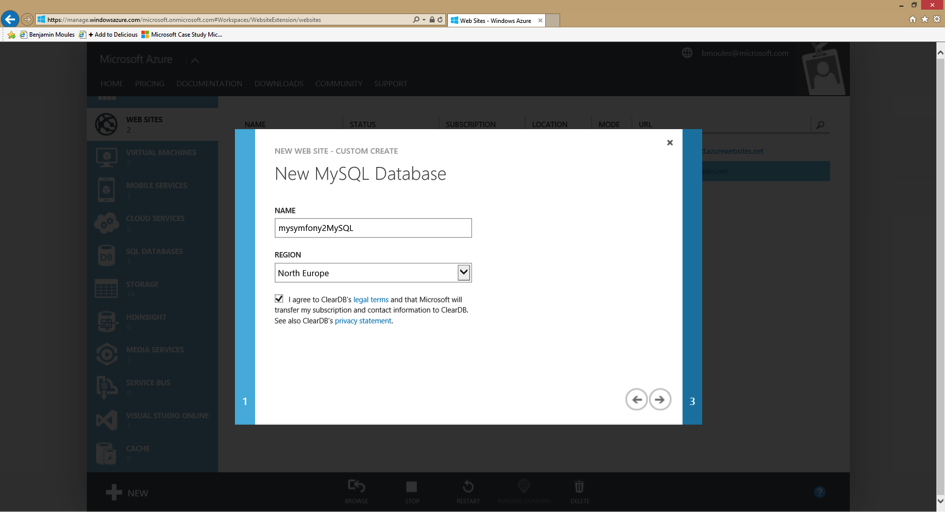 https://manage.windowsazure.com/microsoft.onmicrosoft.com#Workspaces/WebsiteExtension/websites
Web Sites - Windows Azure
Benjamin Moules
Add to Delicious
Microsoft Case Study Mic...
Microsoft Azure
bmoules@microsoft.com
HOME
PRICING
DOCUMENTATION
DOWNLOADS
COMMUNITY
SUPPORT
WEB SITES
2
VIRTUAL MACHINES
MOBILE SERVICES
CLOUD SERVICES
SQL DATABASES
STORAGE
HDINSIGHT
MEDIA SERVICES
SERVICE BUS
VISUAL STUDIO ONLINE
CACHE
NAME
STATUS
SUBSCRIPTION
LOCATION
MODE
URL
NEW WEB SITE - CUSTOM CREATE
New MySQL Database
NAME
mysymfony2MySQL
REGION
North Europe
I agree to ClearDB's legal terms and that Microsoft will
transfer my subscription and contact information to ClearDB.
See also ClearDB's privacy statement.
1
3
NEW
BROWSE
STOP
RESTART
DELETE
?